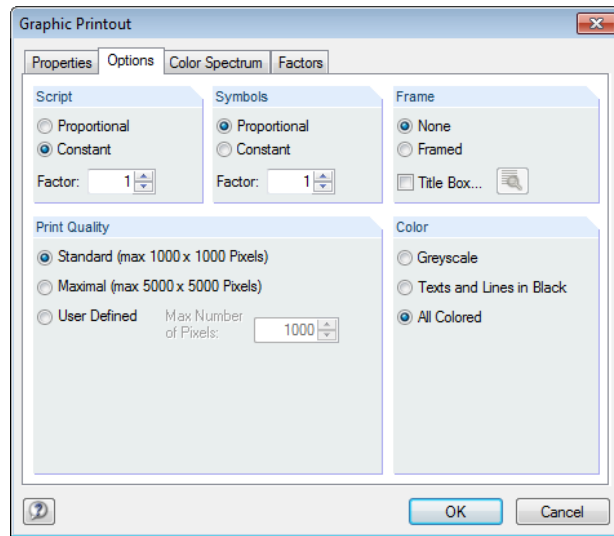 Graphic Printout
Properties Options Color Spectrum Factors
Script
Proportional
Constant
Factor: 1
Symbols
Proportional
Constant
Factor: 1
Frame
None
Framed
Title Box...
Print Quality
Standard (max 1000 x 1000 Pixels)
Maximal (max 5000 x 5000 Pixels)
User Defined
Max Number
of Pixels: 1000
Color
Greyscale
Texts and Lines in Black
All Colored
OK Cancel